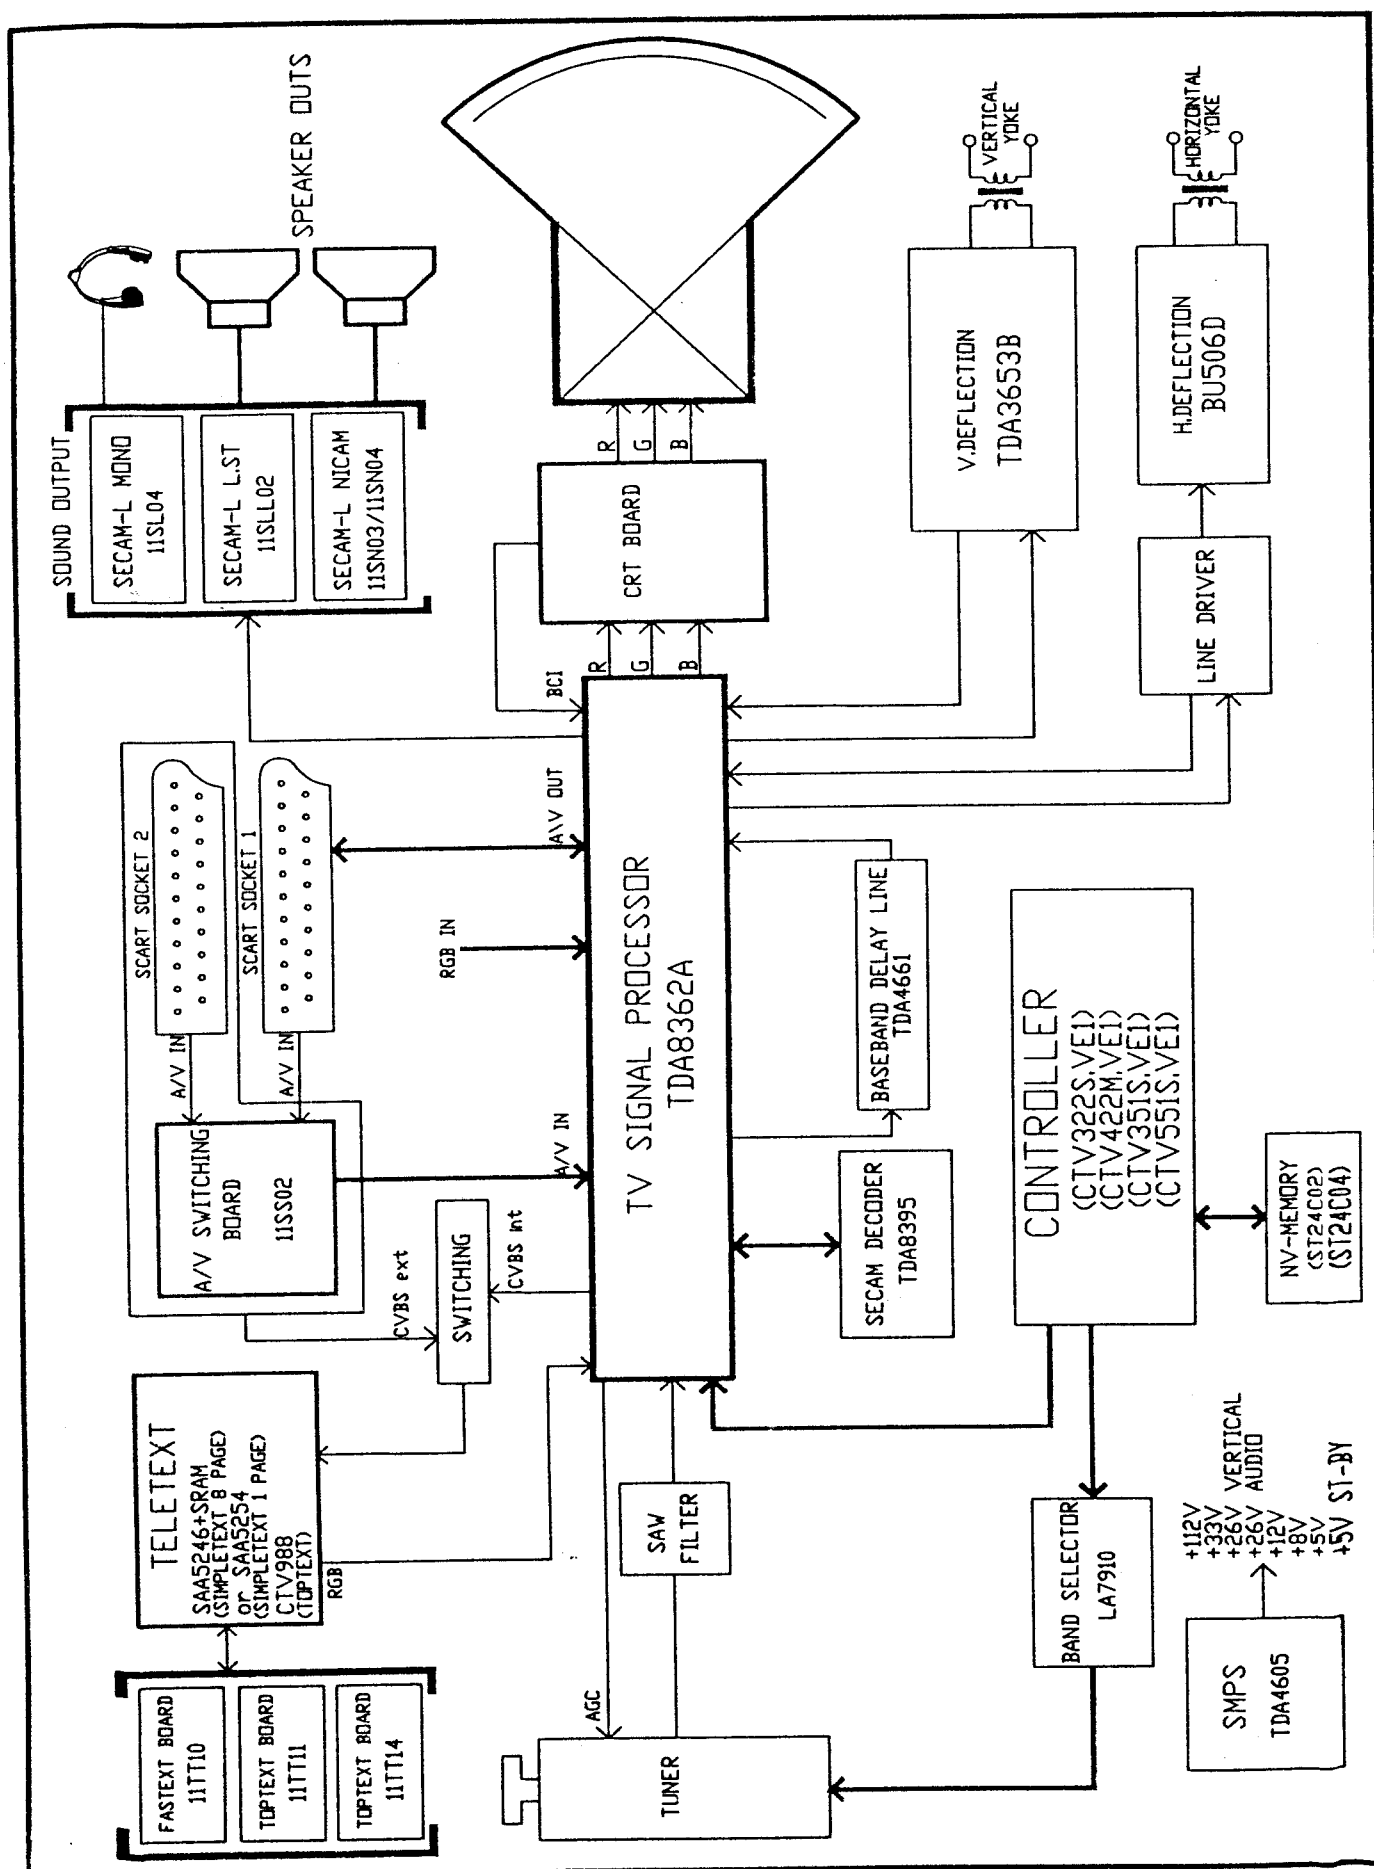 FASTEXT BOARD
11TT10
TOPTEXT BOARD
11TT11
TOPTEXT BOARD
11TT14
TELETEXT
SAA5246+SRAM
(SIMPLETEXT 8 PAGE)
or SAA5254
(SIMPLETEXT 1 PAGE)
CTV988
(TOPTEXT)
RGB
A/V SWITCHING
BOARD
11SS02
A/V IN
A/V IN
SCART SOCKET 2
SCART SOCKET 1
CVBS ext
SWITCHING
CVBS int
A/V IN
RGB IN
A\V OUT
BCI
SOUND OUTPUT
SECAM-L MONO
11SL04
SECAM-L L.ST
11SLL02
SECAM-L NICAM
11SN03/11SN04
SPEAKER OUTS
AGC
TUNER
SAW
FILTER
TV SIGNAL PROCESSOR
TDA8362A
R
G
B
CRT BOARD
R
G
B
SECAM DECODER
TDA8395
BASEBAND DELAY LINE
TDA4661
V.DEFLECTION
TDA3653B
VERTICAL
YOKE
LINE DRIVER
H.DEFLECTION
BU506D
HORIZONTAL
YOKE
BAND SELECTOR
LA7910
CONTROLLER
(CTV322S.VE1)
(CTV422M.VE1)
(CTV351S.VE1)
(CTV551S.VE1)
NV-MEMORY
(ST24C02)
(ST24C04)
SMPS
TDA4605
+112V
+33V
+26V VERTICAL
+26V AUDIO
+12V
+8V
+5V
+5V ST-BY